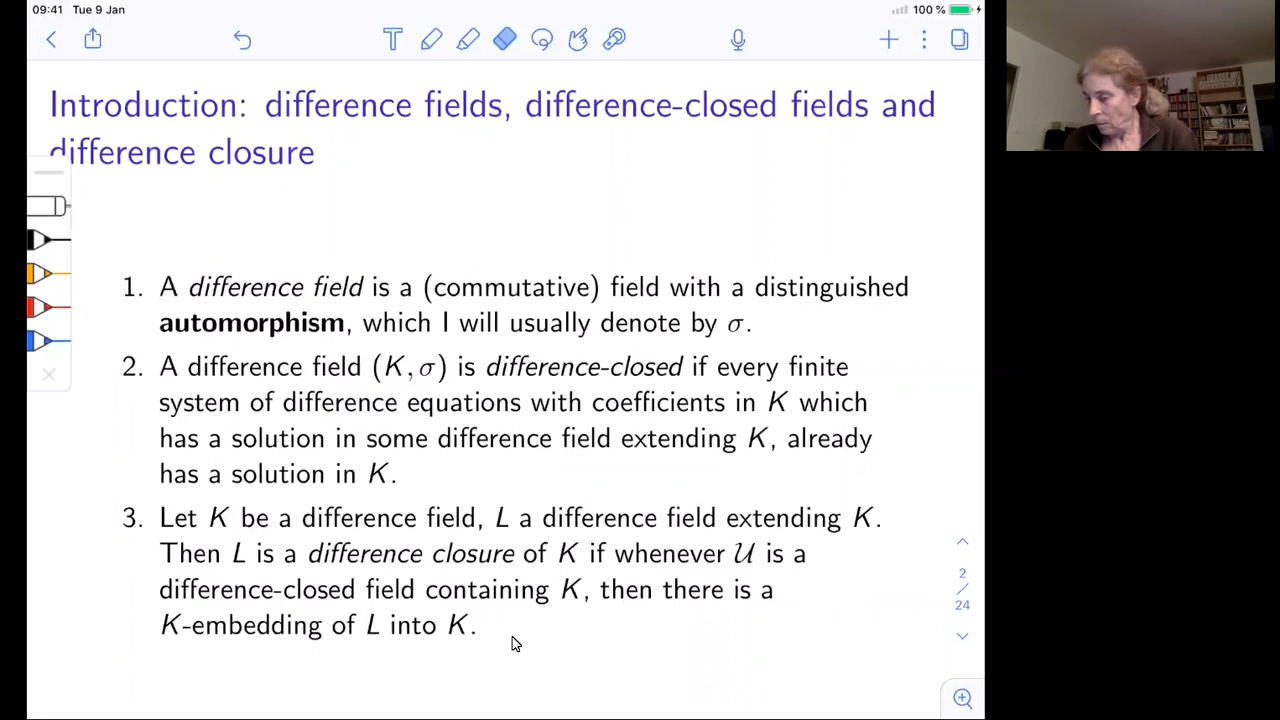 09:41 Tue 9 Jan
100 %
Introduction: difference fields, difference-closed fields and
difference closure
1. A difference field is a (commutative) field with a distinguished
automorphism, which I will usually denote by σ.
2. A difference field (K, σ) is difference-closed if every finite
system of difference equations with coefficients in K which
has a solution in some difference field extending K, already
has a solution in K.
3. Let K be a difference field, L a difference field extending K.
Then L is a difference closure of K if whenever 𝒰 is a
difference-closed field containing K, then there is a
K-embedding of L into K.
2
/
24